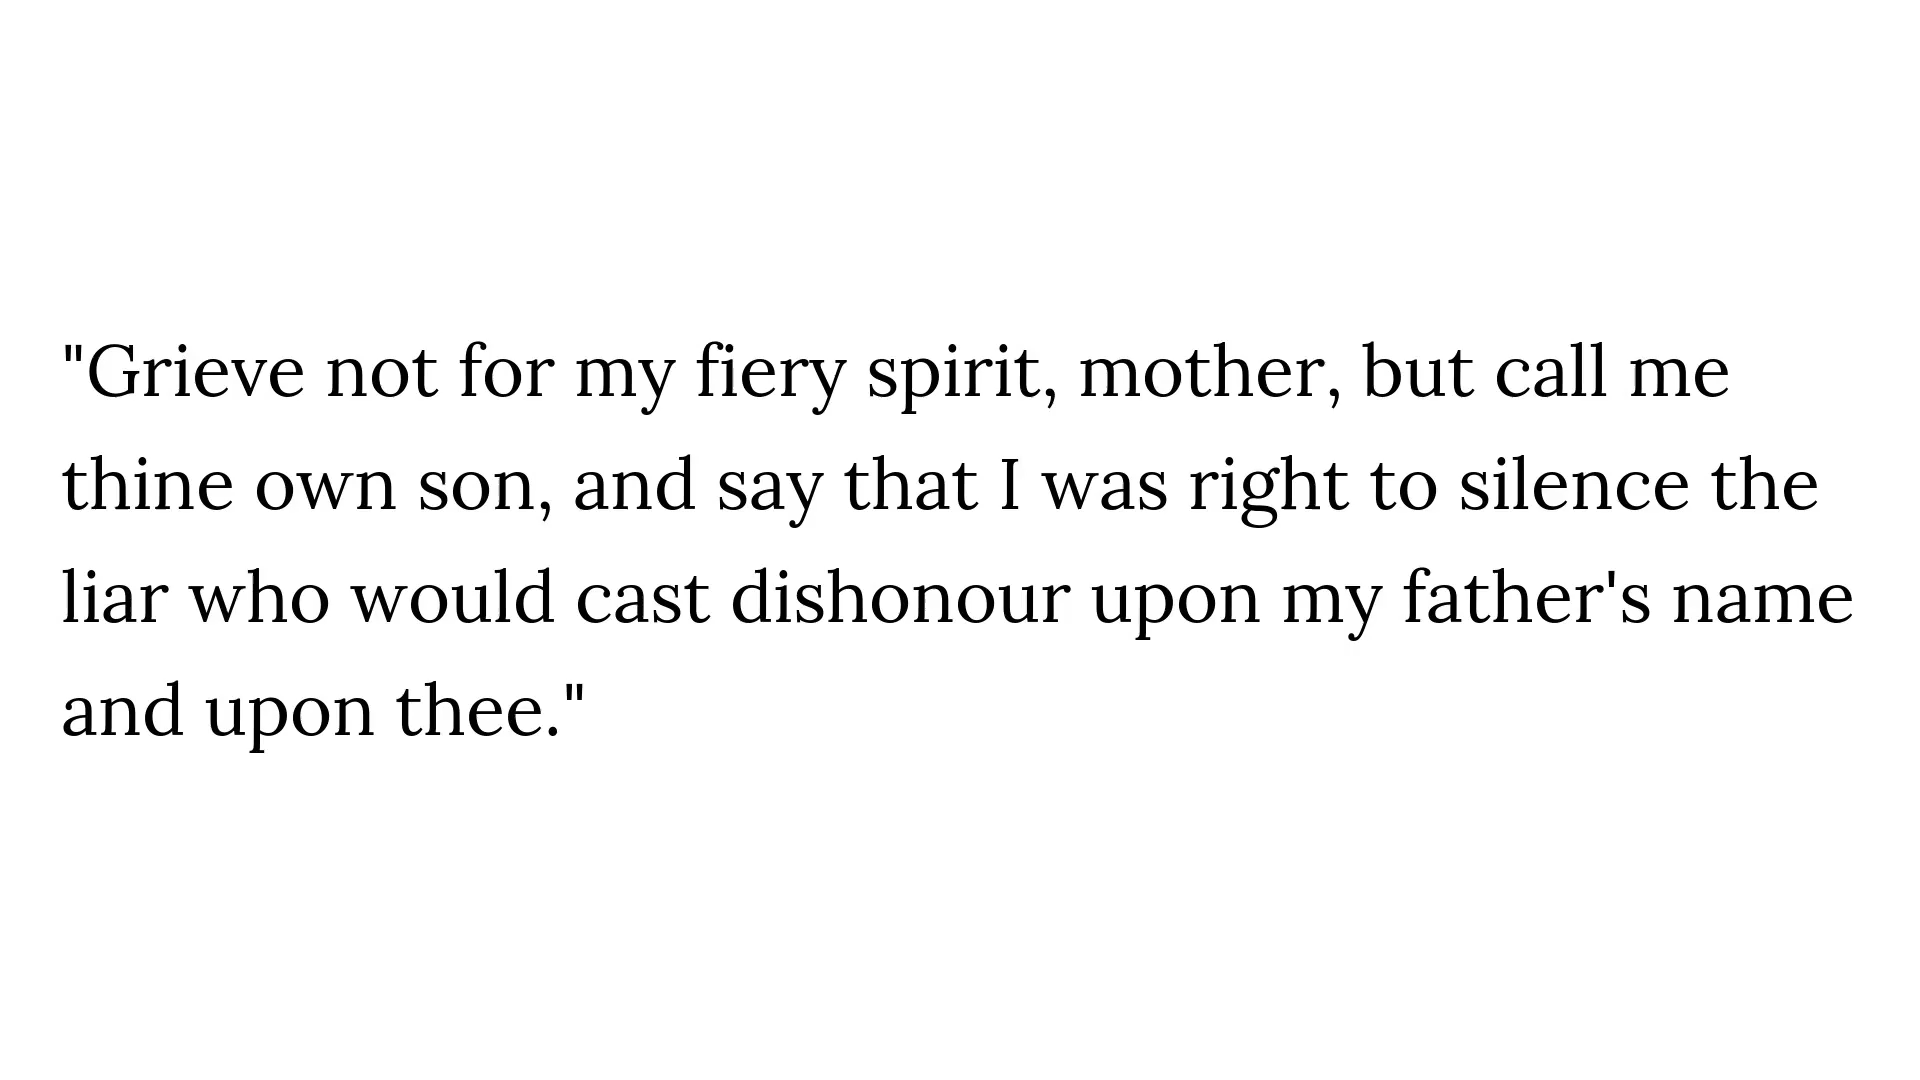 "Grieve not for my fiery spirit, mother, but call me
thine own son, and say that I was right to silence the
liar who would cast dishonour upon my father's name
and upon thee."